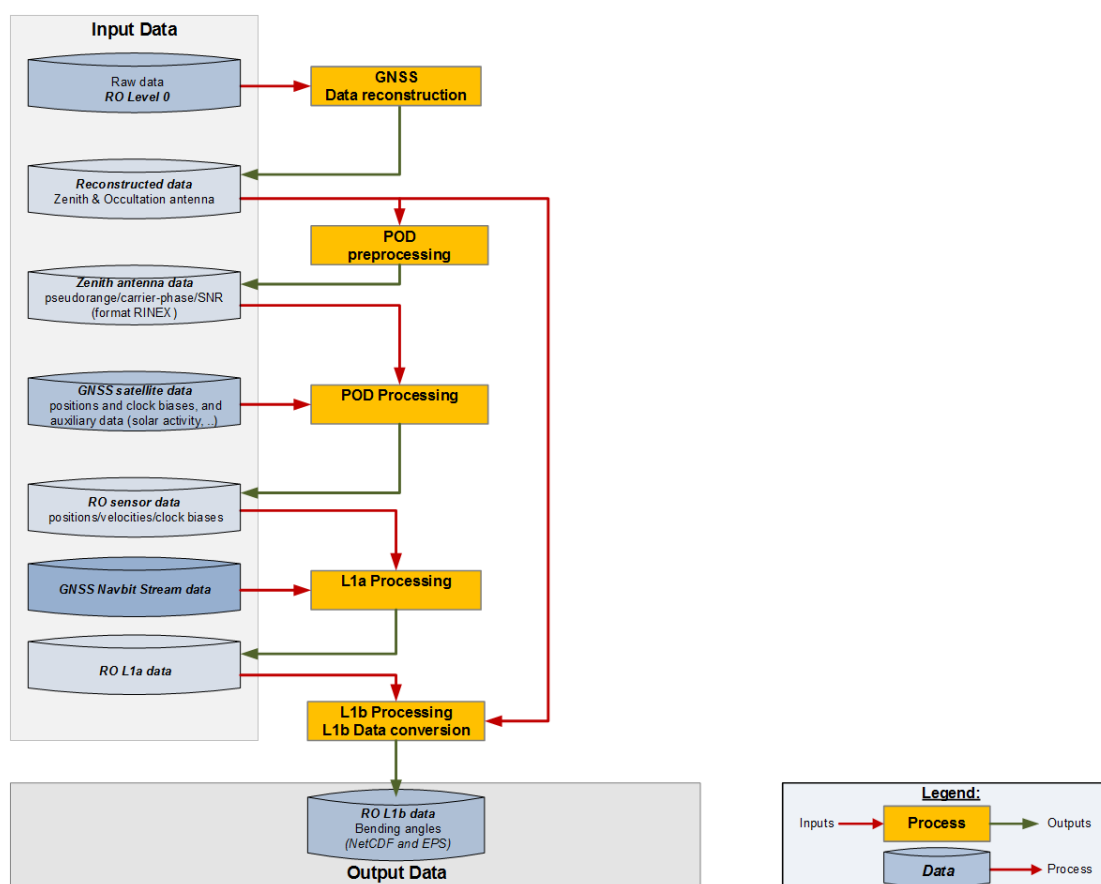 Input Data
Raw data
RO Level 0
GNSS
Data reconstruction
Reconstructed data
Zenith & Occultation antenna
POD
preprocessing
Zenith antenna data
pseudorange/carrier-phase/SNR
(format RINEX)
GNSS satellite data
positions and clock biases, and
auxiliary data (solar activity, ..)
POD Processing
RO sensor data
positions/velocities/clock biases
GNSS Navbit Stream data
L1a Processing
RO L1a data
L1b Processing
L1b Data conversion
RO L1b data
Bending angles
(NetCDF and EPS)
Output Data
Legend:
Inputs
Process
Outputs
Data
Process